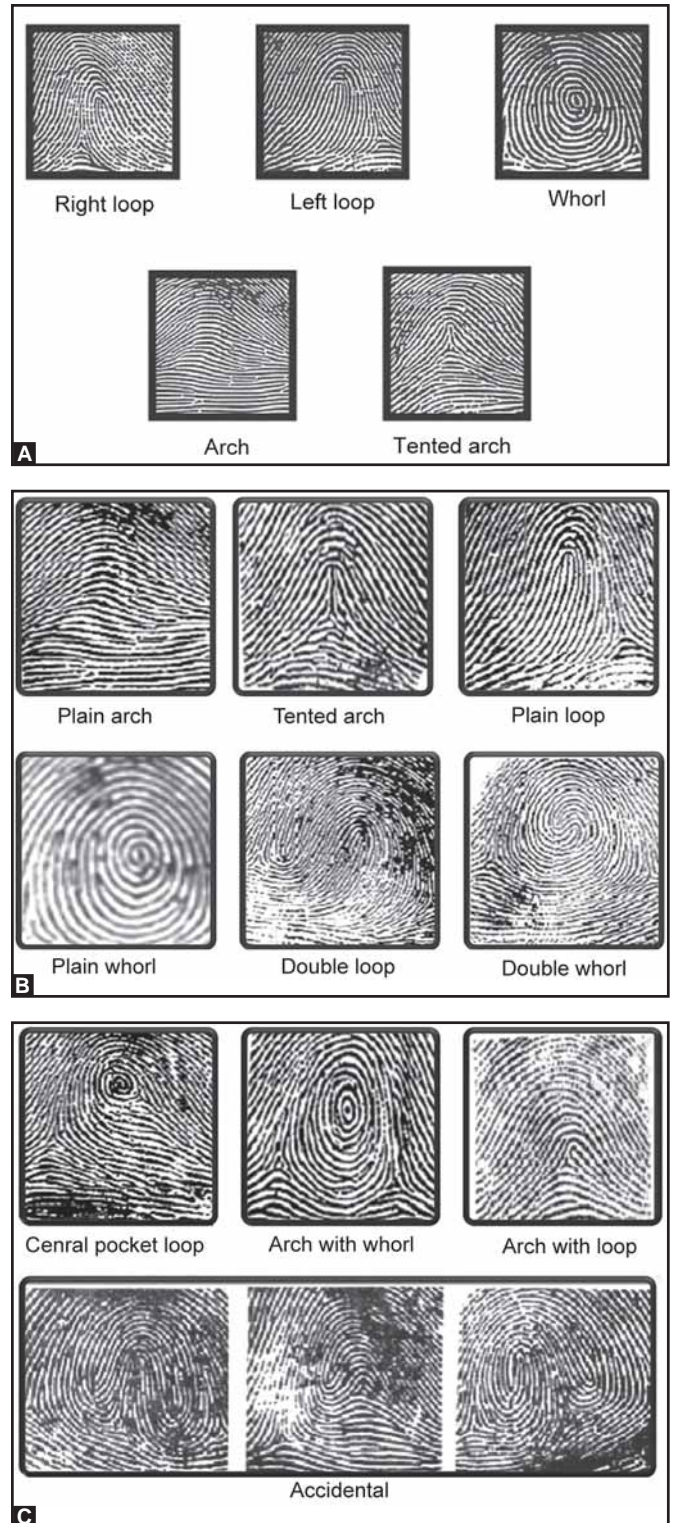 Right loop
Left loop
Whorl
Arch
Tented arch
A
Plain arch
Tented arch
Plain loop
Plain whorl
Double loop
Double whorl
B
Cenral pocket loop
Arch with whorl
Arch with loop
Accidental
C